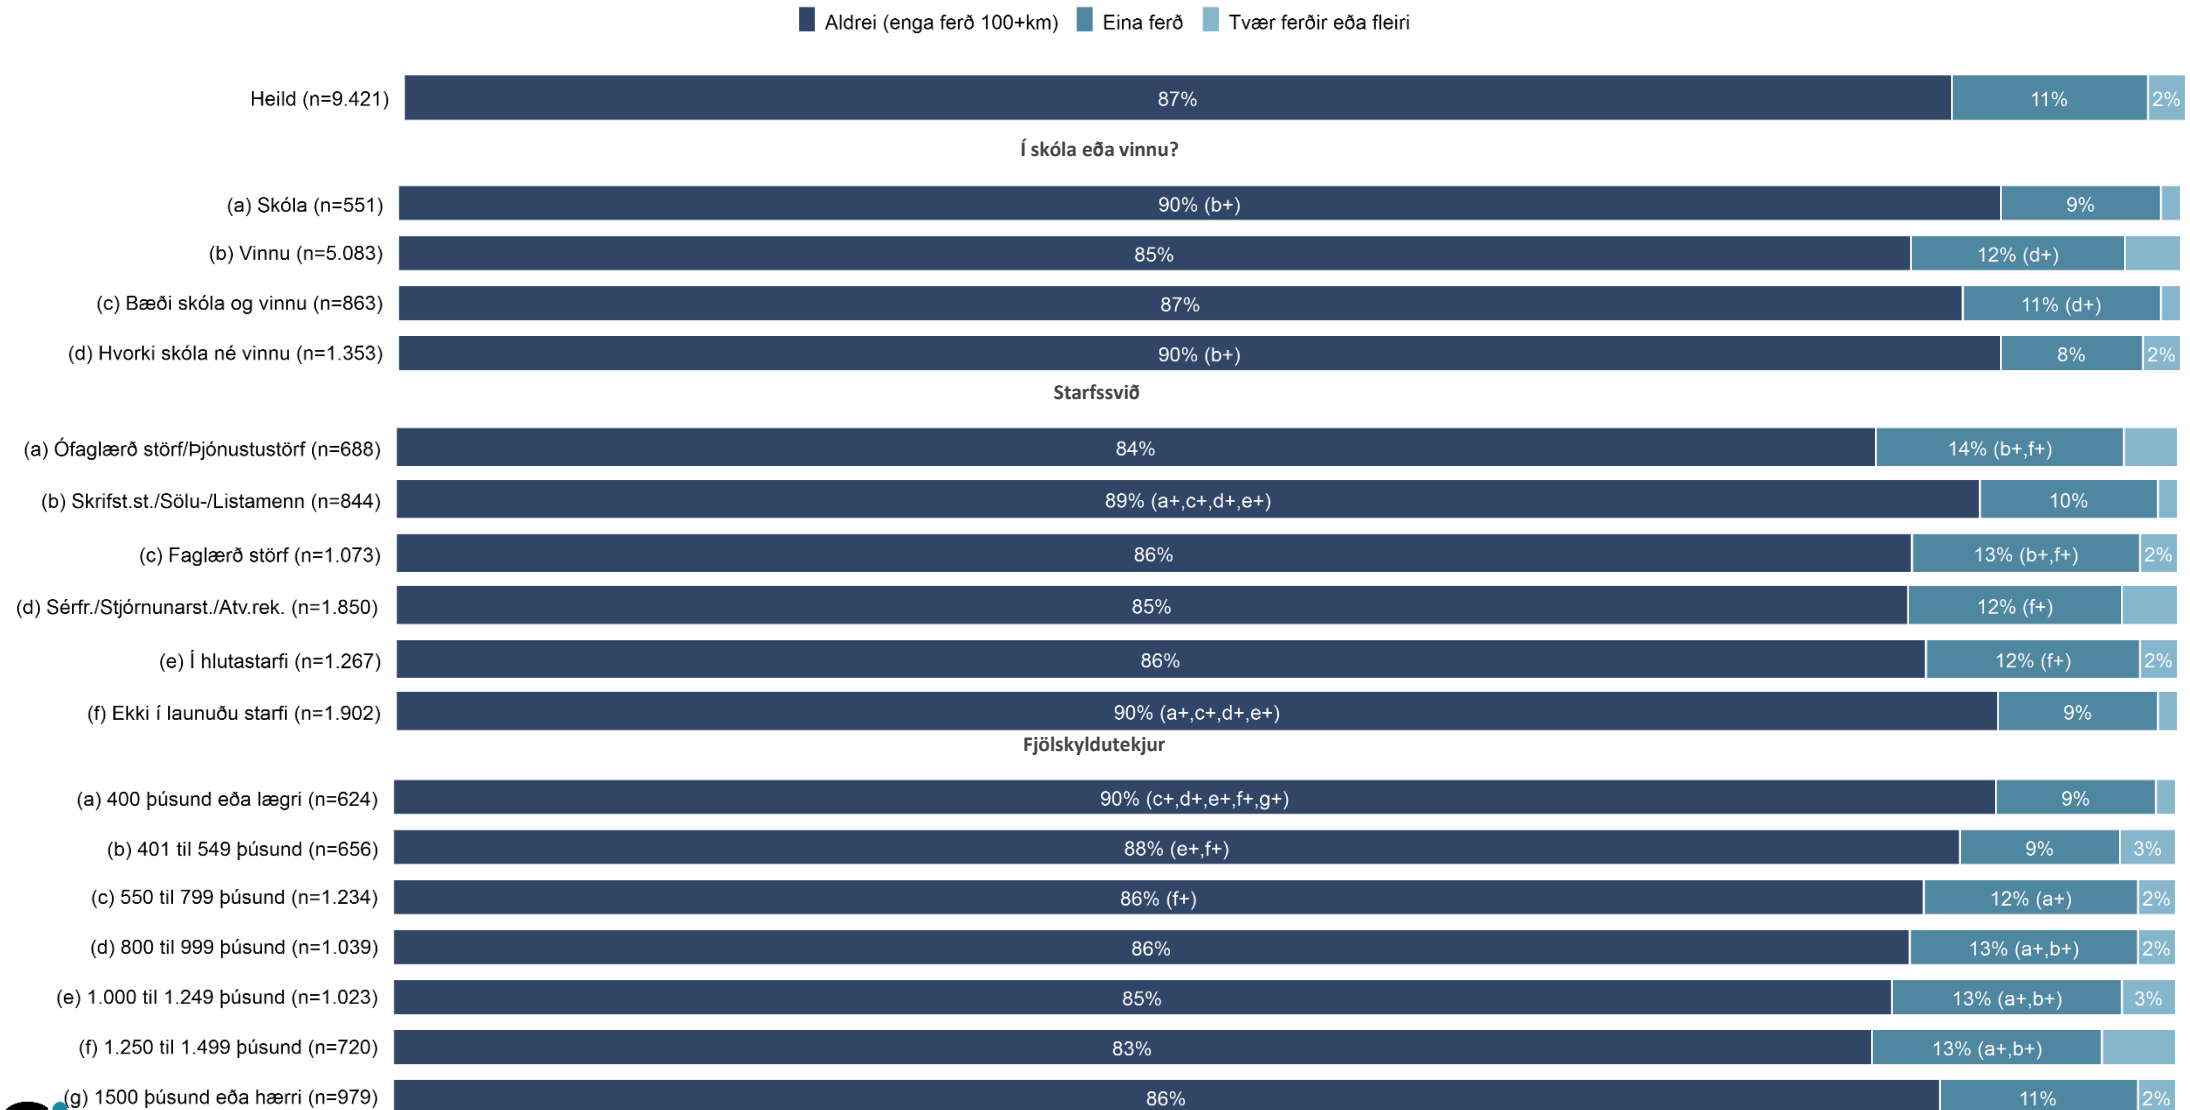 Aldrei (enga ferð 100+km) Eina ferð Tvær ferðir eða fleiri
Heild (n=9.421) 87% 11% 2%
Í skóla eða vinnu?
(a) Skóla (n=551) 90% (b+) 9%
(b) Vinnu (n=5.083) 85% 12% (d+)
(c) Bæði skóla og vinnu (n=863) 87% 11% (d+)
(d) Hvorki skóla né vinnu (n=1.353) 90% (b+) 8% 2%
Starfssvið
(a) Ófaglærð störf/Þjónustustörf (n=688) 84% 14% (b+,f+)
(b) Skrifst.st./Sölu-/Listamenn (n=844) 89% (a+,c+,d+,e+) 10%
(c) Faglærð störf (n=1.073) 86% 13% (b+,f+) 2%
(d) Sérfr./Stjórnunarst./Atv.rek. (n=1.850) 85% 12% (f+)
(e) Í hlutastarfi (n=1.267) 86% 12% (f+) 2%
(f) Ekki í launuðu starfi (n=1.902) 90% (a+,c+,d+,e+) 9%
Fjölskyldutekjur
(a) 400 þúsund eða lægri (n=624) 90% (c+,d+,e+,f+,g+) 9%
(b) 401 til 549 þúsund (n=656) 88% (e+,f+) 9% 3%
(c) 550 til 799 þúsund (n=1.234) 86% (f+) 12% (a+) 2%
(d) 800 til 999 þúsund (n=1.039) 86% 13% (a+,b+) 2%
(e) 1.000 til 1.249 þúsund (n=1.023) 85% 13% (a+,b+) 3%
(f) 1.250 til 1.499 þúsund (n=720) 83% 13% (a+,b+)
(g) 1500 þúsund eða hærri (n=979) 86% 11% 2%